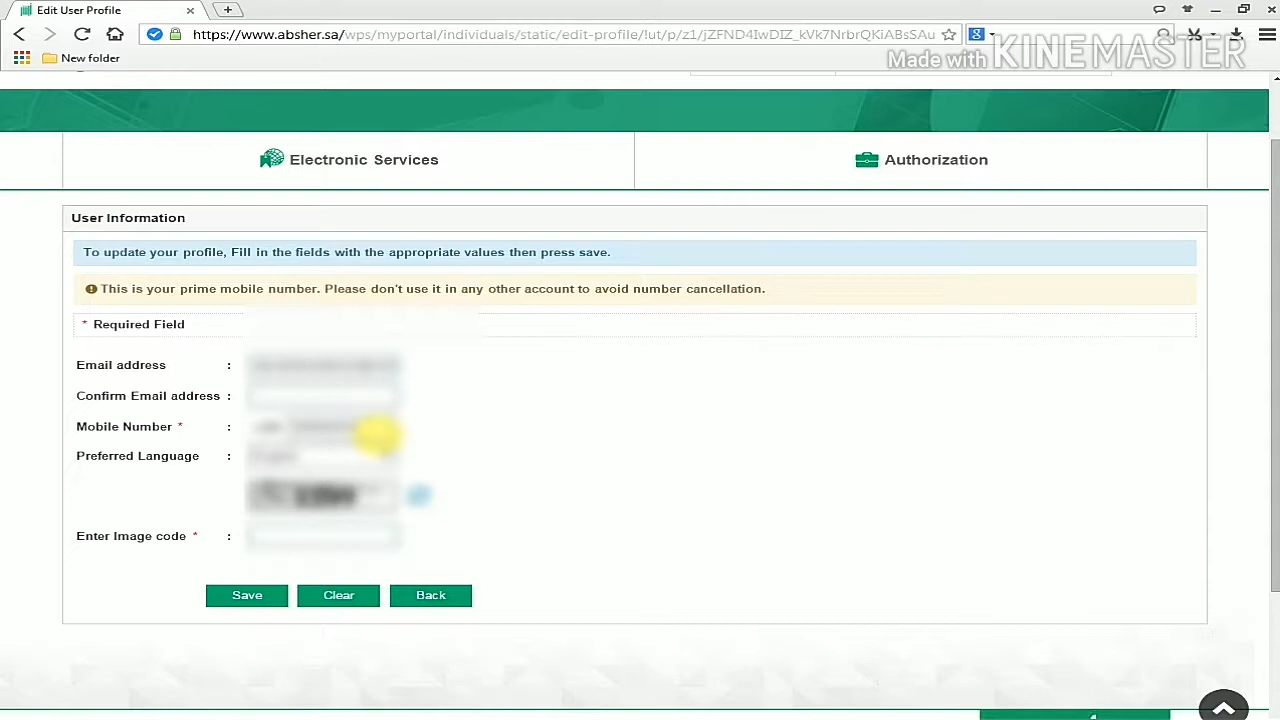 Edit User Profile
https://www.absher.sa/wps/myportal/individuals/static/edit-profile/!ut/p/z1/
New folder
Made with KINEMASTER
Electronic Services
Authorization
User Information
To update your profile, Fill in the fields with the appropriate values then press save.
This is your prime mobile number. Please don't use it in any other account to avoid number cancellation.
* Required Field
Email address :
Confirm Email address :
Mobile Number * :
Preferred Language :
Enter Image code * :
Save Clear Back